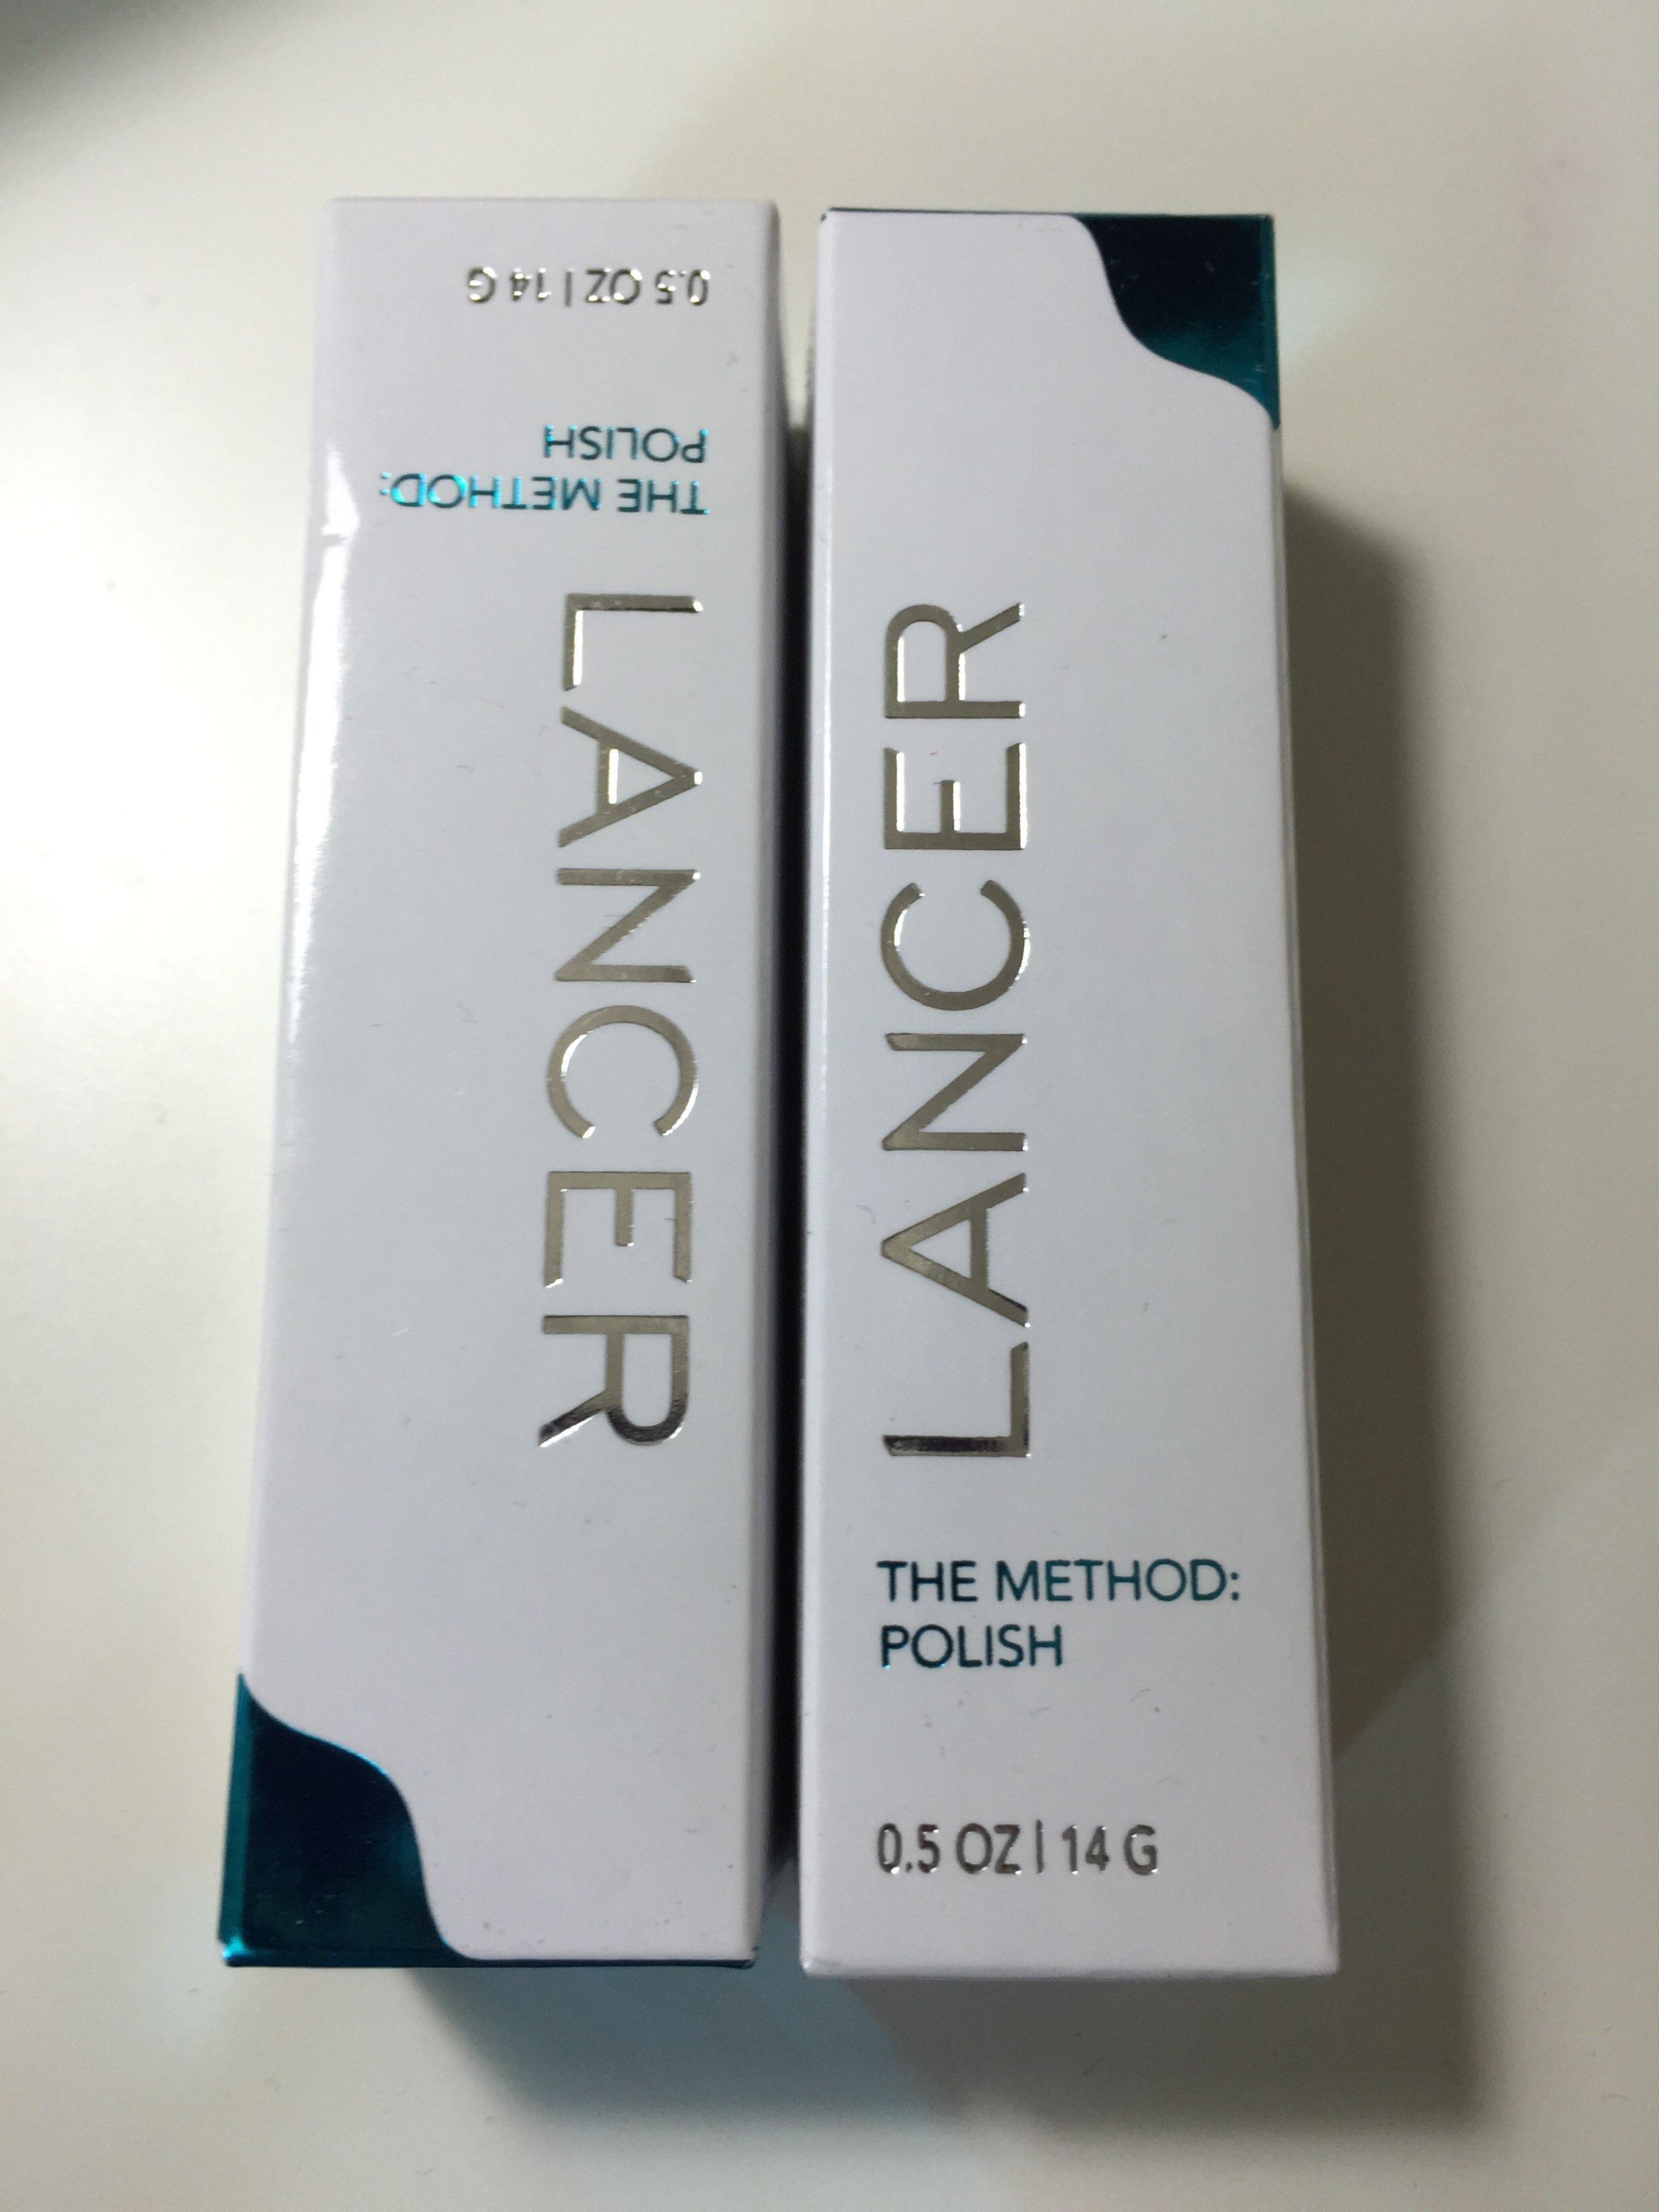 LANCER
THE METHOD:
POLISH
0.5 OZ | 14 G
LANCER
THE METHOD:
POLISH
0.5 OZ | 14 G